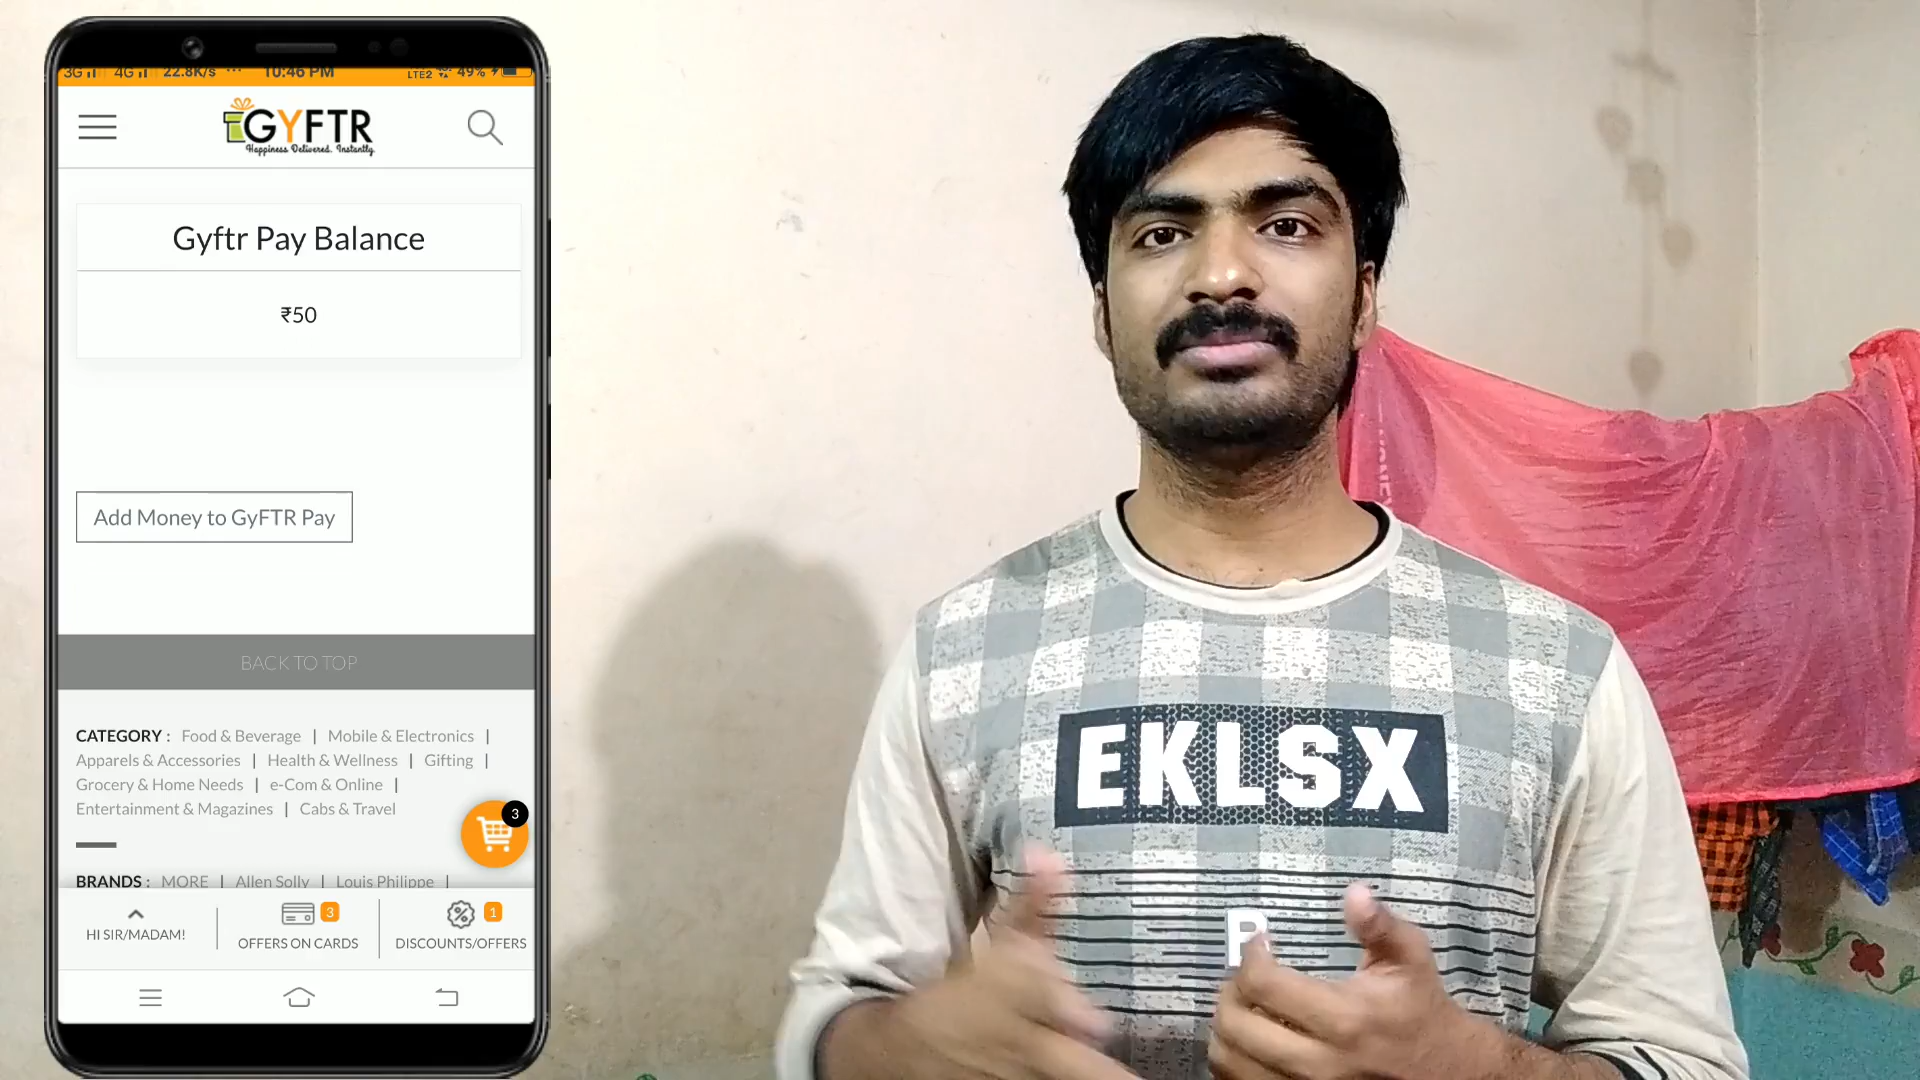 3G 4G 22.8K/s ... 10:46 PM LTE2 49%
GYFTR
Happiness Delivered. Instantly.
Gyftr Pay Balance
₹50
Add Money to GyFTR Pay
BACK TO TOP
CATEGORY : Food & Beverage | Mobile & Electronics |
Apparels & Accessories | Health & Wellness | Gifting |
Grocery & Home Needs | e-Com & Online |
Entertainment & Magazines | Cabs & Travel
3
BRANDS : MORE | Allen Solly | Louis Philippe |
HI SIR/MADAM!
3
OFFERS ON CARDS
1
DISCOUNTS/OFFERS
EKLSX